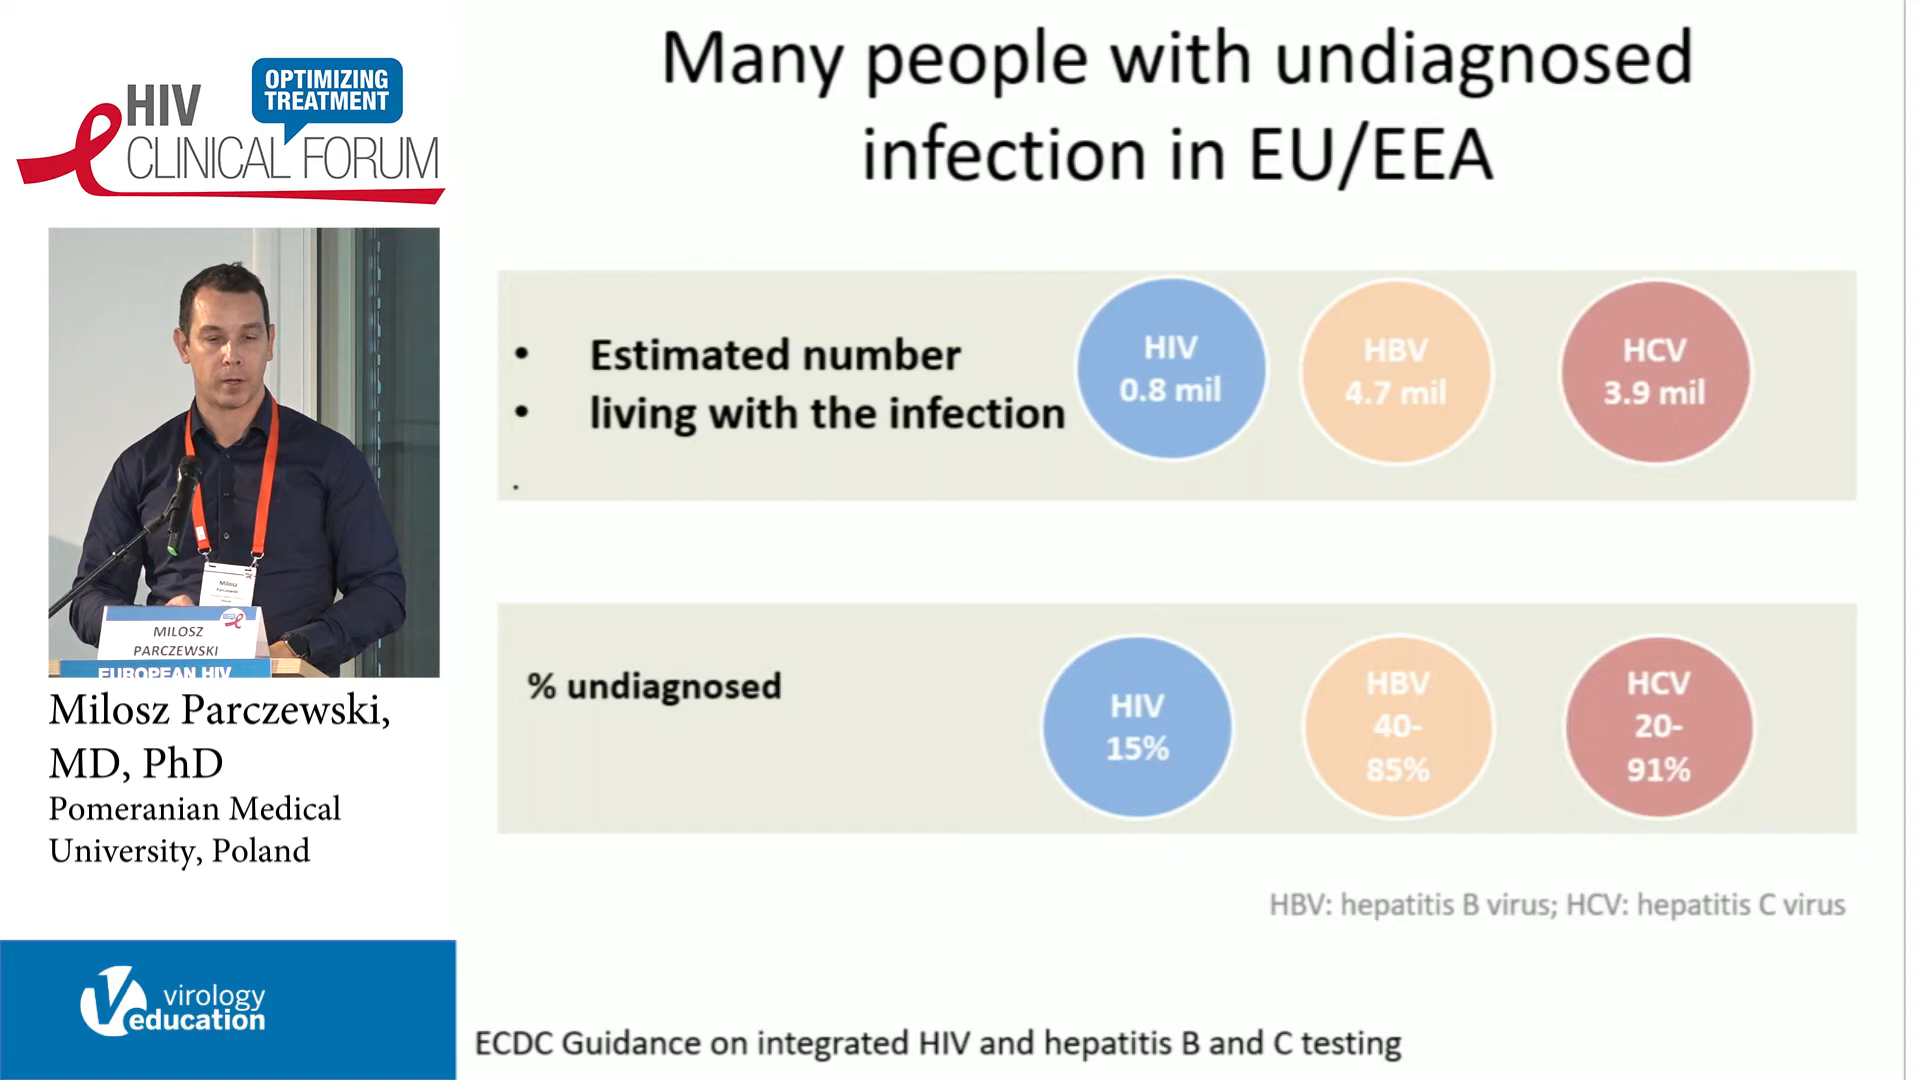 HIV
OPTIMIZING
TREATMENT
CLINICAL FORUM
Milosz
Parczewski
MILOSZ
PARCZEWSKI
EUROPEAN HIV
Milosz Parczewski,
MD, PhD
Pomeranian Medical
University, Poland
virology
education
Many people with undiagnosed
infection in EU/EEA
• Estimated number
• living with the infection
.
HIV
0.8 mil
HBV
4.7 mil
HCV
3.9 mil
% undiagnosed
HIV
15%
HBV
40-
85%
HCV
20-
91%
HBV: hepatitis B virus; HCV: hepatitis C virus
ECDC Guidance on integrated HIV and hepatitis B and C testing